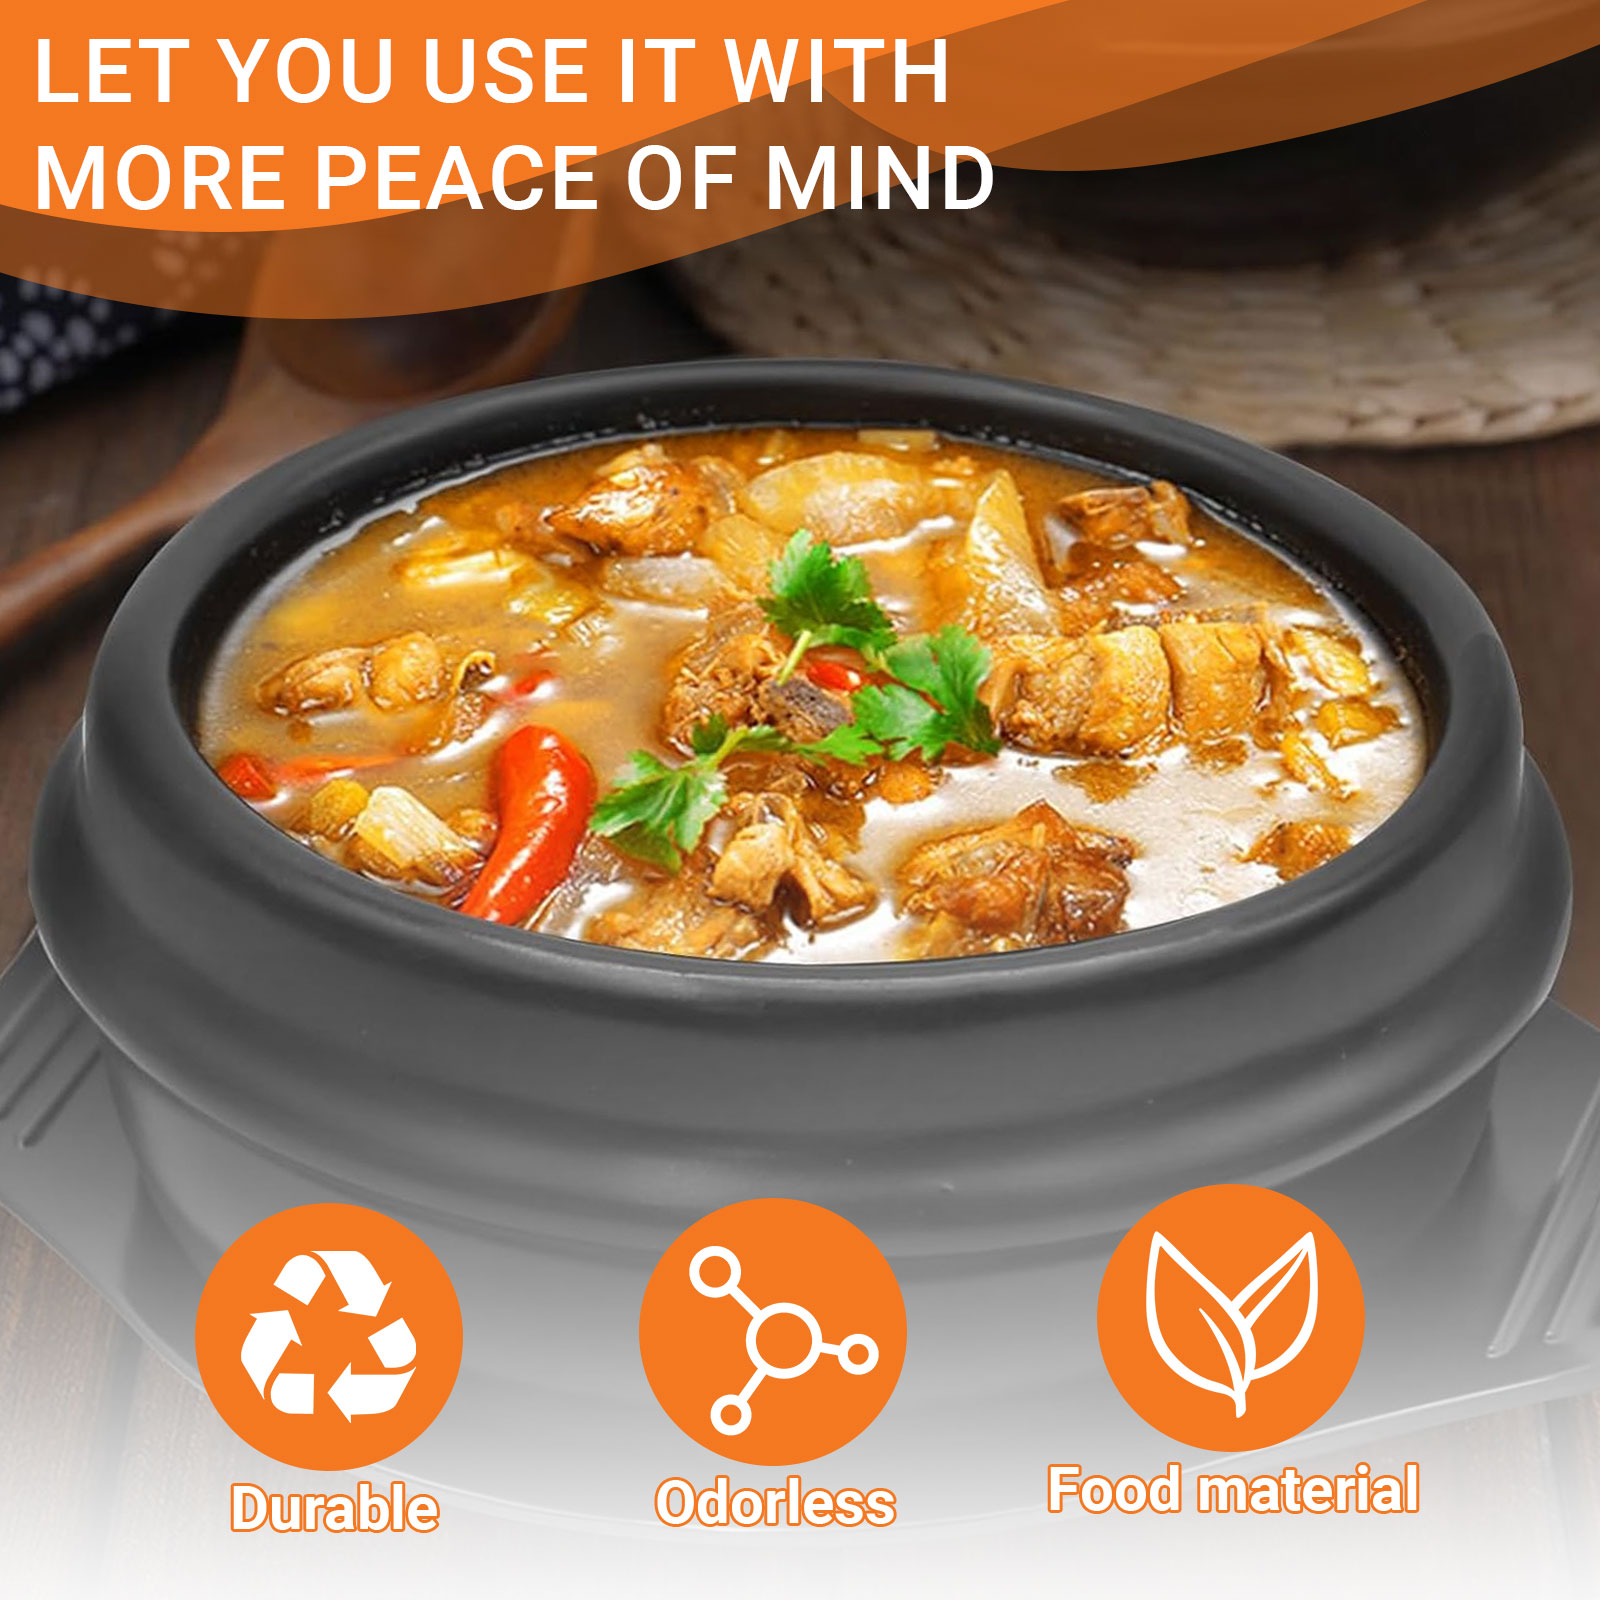 LET YOU USE IT WITH
MORE PEACE OF MIND
Durable
Odorless
Food material